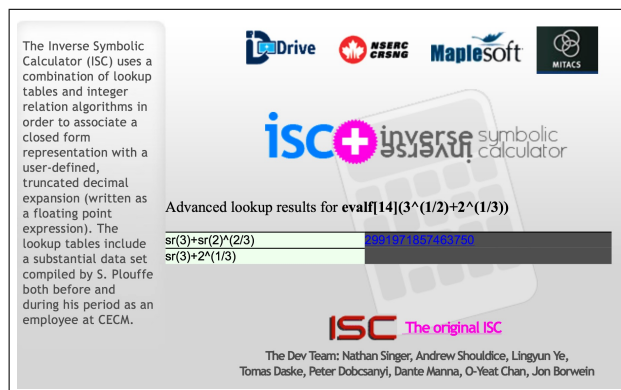 The Inverse Symbolic
Calculator (ISC) uses a
combination of lookup
tables and integer
relation algorithms in
order to associate a
closed form
representation with a
user-defined,
truncated decimal
expansion (written as
a floating point
expression). The
lookup tables include
a substantial data set
compiled by S. Plouffe
both before and
during his period as an
employee at CECM.
D-Drive
NSERC
CRSNG
Maplesoft
MITACS
isc+ inverse symbolic
inverse calculator
Advanced lookup results for evalf[14](3^(1/2)+2^(1/3))
sr(3)+sr(2)^(2/3) 2991971857463750
sr(3)+2^(1/3)
ISC The original ISC
The Dev Team: Nathan Singer, Andrew Shouldice, Lingyun Ye,
Tomas Daske, Peter Dobcsanyi, Dante Manna, O-Yeat Chan, Jon Borwein